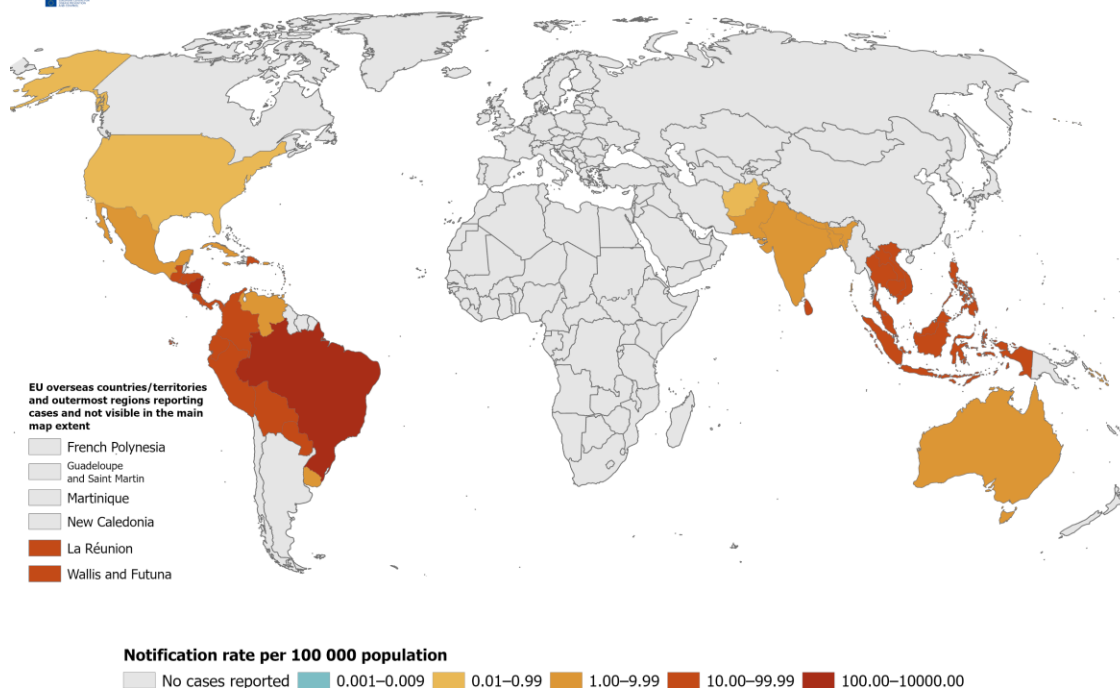 EU overseas countries/territories
and outermost regions reporting
cases and not visible in the main
map extent
French Polynesia
Guadeloupe
and Saint Martin
Martinique
New Caledonia
La Réunion
Wallis and Futuna
Notification rate per 100 000 population
No cases reported 0.001–0.009 0.01–0.99 1.00–9.99 10.00–99.99 100.00–10000.00